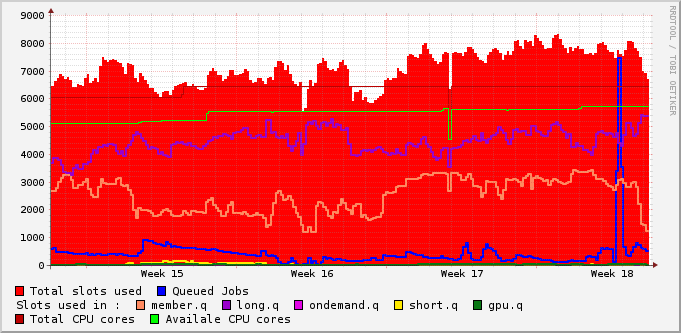 RRDTOOL / TOBI OETIKER
9000
8000
7000
6000
5000
4000
3000
2000
1000
0
Week 15 Week 16 Week 17 Week 18
Total slots used Queued Jobs
Slots used in : member.q long.q ondemand.q short.q gpu.q
Total CPU cores Availale CPU cores